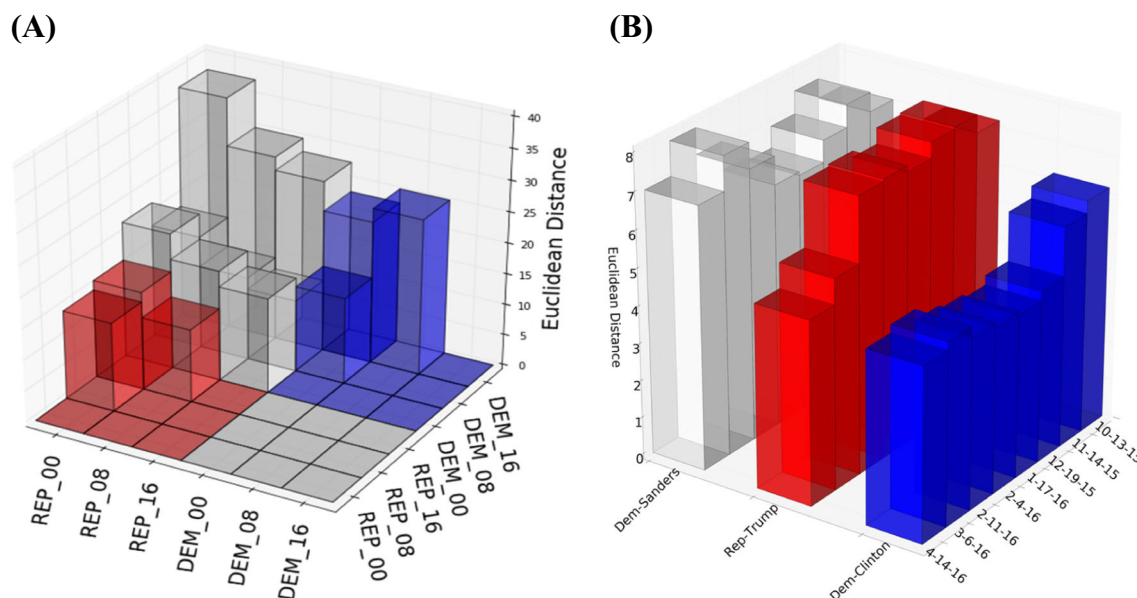 (A)
40
35
30
25
20
15
10
5
0
Euclidean Distance
REP_00
REP_08
REP_16
DEM_00
DEM_08
DEM_16
REP_00
REP_08
REP_16
DEM_00
DEM_08
DEM_16
(B)
8
7
6
5
4
3
2
1
0
Euclidean Distance
Dem-Sanders
Rep-Trump
Dem-Clinton
4-14-16
3-6-16
2-11-16
2-4-16
1-17-16
12-19-15
11-14-15